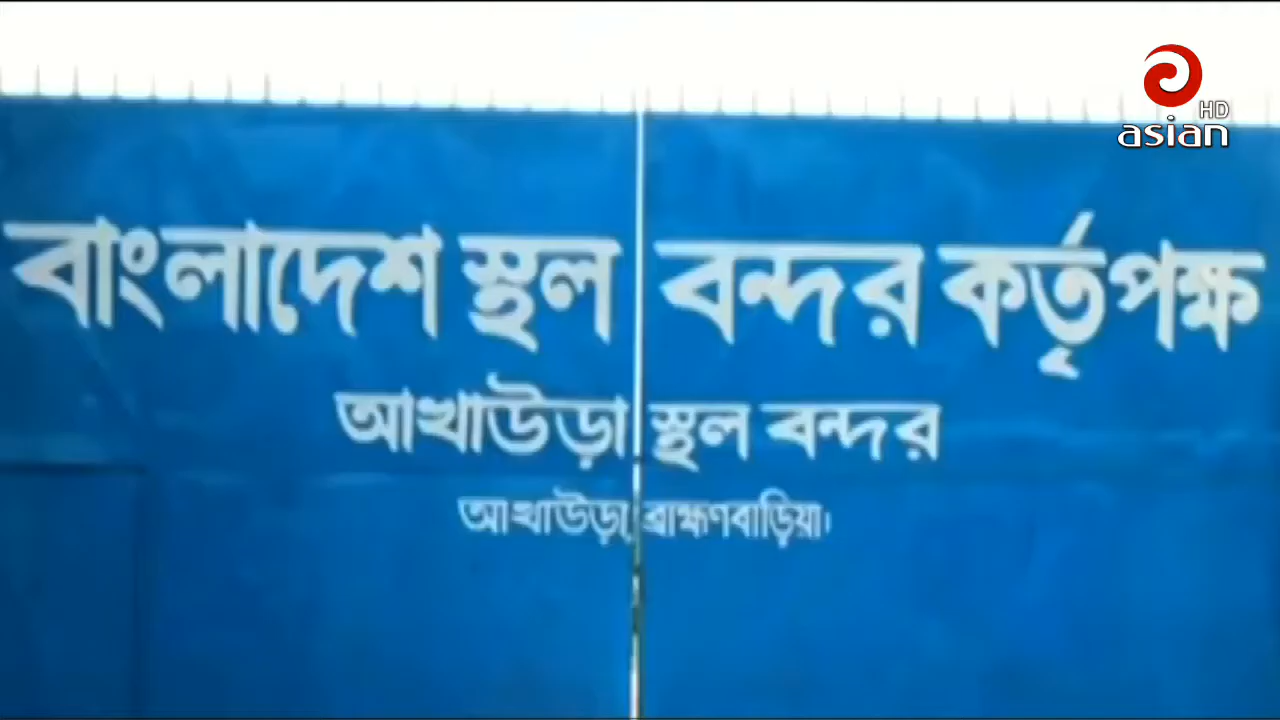 HD
asian
বাংলাদেশ স্থল বন্দর কর্তৃপক্ষ
আখাউড়া স্থল বন্দর
আখাউড়া, ব্রাহ্মণবাড়িয়া।